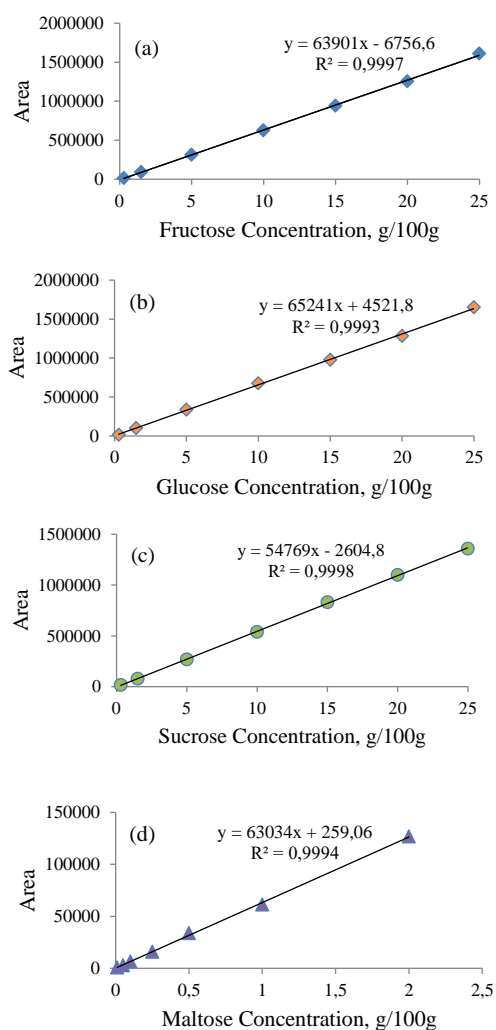 (a)
y = 63901x - 6756,6
R² = 0,9997
2000000
1500000
1000000
500000
0
Area
0 5 10 15 20 25
Fructose Concentration, g/100g
(b)
y = 65241x + 4521,8
R² = 0,9993
2000000
1500000
1000000
500000
0
Area
0 5 10 15 20 25
Glucose Concentration, g/100g
(c)
y = 54769x - 2604,8
R² = 0,9998
1500000
1000000
500000
0
Area
0 5 10 15 20 25
Sucrose Concentration, g/100g
(d)
y = 63034x + 259,06
R² = 0,9994
150000
100000
50000
0
Area
0 0,5 1 1,5 2 2,5
Maltose Concentration, g/100g